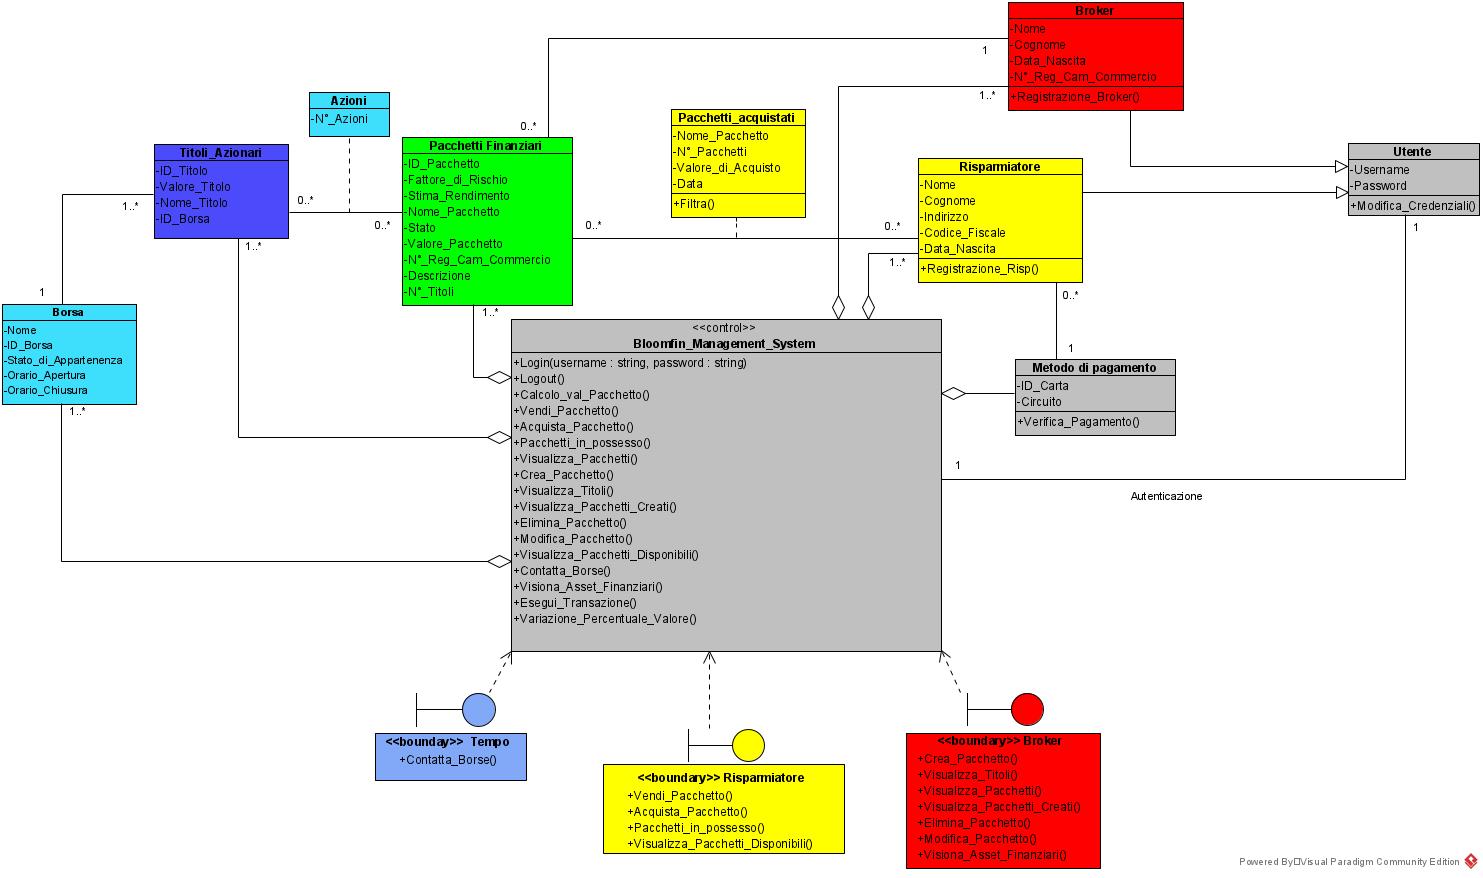 Broker
-Nome
-Cognome
-Data_Nascita
-N°_Reg_Cam_Commercio
+Registrazione_Broker()
1
1..*
0..*
Azioni
-N°_Azioni
Pacchetti_acquistati
-Nome_Pacchetto
-N°_Pacchetti
-Valore_di_Acquisto
-Data
+Filtra()
Titoli_Azionari
-ID_Titolo
-Valore_Titolo
-Nome_Titolo
-ID_Borsa
1..*
0..*
0..*
1..*
Pacchetti Finanziari
-ID_Pacchetto
-Fattore_di_Rischio
-Stima_Rendimento
-Nome_Pacchetto
-Stato
-Valore_Pacchetto
-N°_Reg_Cam_Commercio
-Descrizione
-N°_Titoli
0..*
0..*
1..*
Risparmiatore
-Nome
-Cognome
-Indirizzo
-Codice_Fiscale
-Data_Nascita
+Registrazione_Risp()
1..*
0..*
1
Utente
-Username
-Password
+Modifica_Credenziali()
1
1
Borsa
-Nome
-ID_Borsa
-Stato_di_Appartenenza
-Orario_Apertura
-Orario_Chiusura
1..*
<<control>>
Bloomfin_Management_System
+Login(username : string, password : string)
+Logout()
+Calcolo_val_Pacchetto()
+Vendi_Pacchetto()
+Acquista_Pacchetto()
+Pacchetti_in_possesso()
+Visualizza_Pacchetti()
+Crea_Pacchetto()
+Visualizza_Titoli()
+Visualizza_Pacchetti_Creati()
+Elimina_Pacchetto()
+Modifica_Pacchetto()
+Visualizza_Pacchetti_Disponibili()
+Contatta_Borse()
+Visiona_Asset_Finanziari()
+Esegui_Transazione()
+Variazione_Percentuale_Valore()
Metodo di pagamento
-ID_Carta
-Circuito
+Verifica_Pagamento()
1
Autenticazione
<<bounday>> Tempo
+Contatta_Borse()
<<boundary>> Risparmiatore
+Vendi_Pacchetto()
+Acquista_Pacchetto()
+Pacchetti_in_possesso()
+Visualizza_Pacchetti_Disponibili()
<<boundary>> Broker
+Crea_Pacchetto()
+Visualizza_Titoli()
+Visualizza_Pacchetti()
+Visualizza_Pacchetti_Creati()
+Elimina_Pacchetto()
+Modifica_Pacchetto()
+Visiona_Asset_Finanziari()
Powered By Visual Paradigm Community Edition